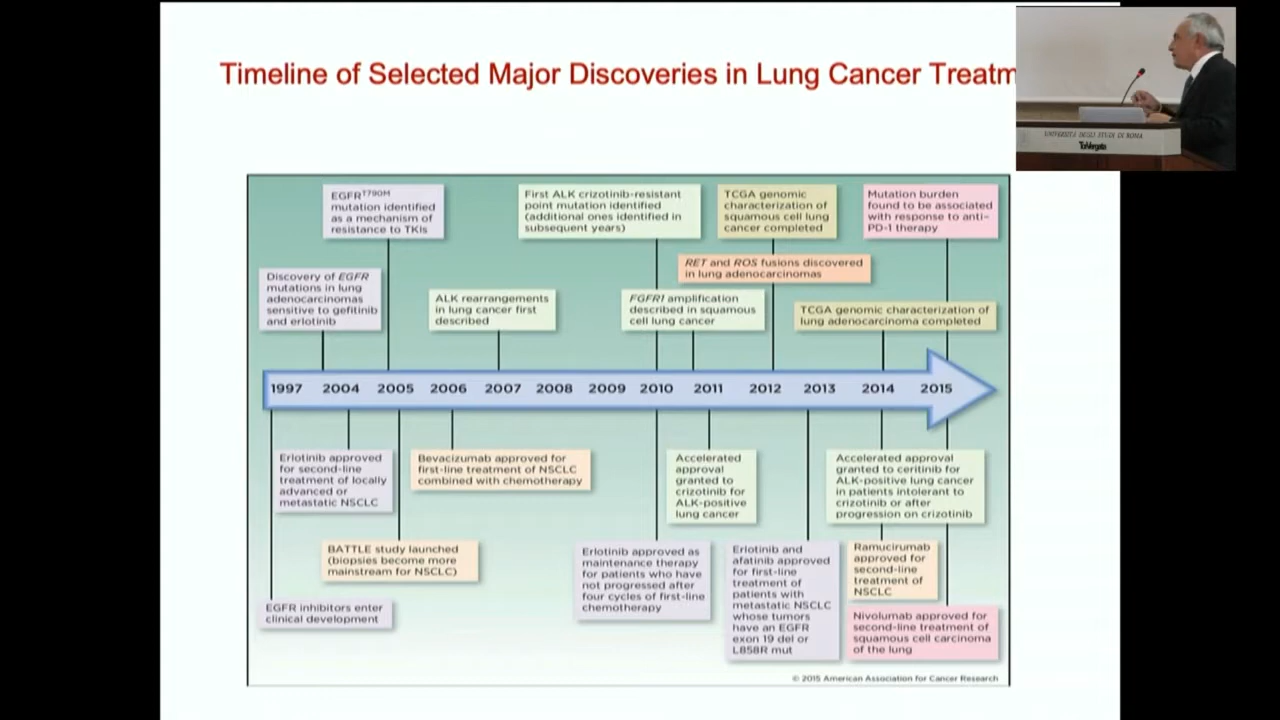 Timeline of Selected Major Discoveries in Lung Cancer Treatm
UNIVERSITA' DEGLI STUDI DI ROMA
TorVergata
EGFRT790M
mutation identified
as a mechanism of
resistance to TKIs
First ALK crizotinib-resistant
point mutation identified
(additional ones identified in
subsequent years)
TCGA genomic
characterization of
squamous cell lung
cancer completed
Mutation burden
found to be associated
with response to anti-
PD-1 therapy
RET and ROS fusions discovered
in lung adenocarcinomas
Discovery of EGFR
mutations in lung
adenocarcinomas
sensitive to gefitinib
and erlotinib
ALK rearrangements
in lung cancer first
described
FGFR1 amplification
described in squamous
cell lung cancer
TCGA genomic characterization of
lung adenocarcinoma completed
1997 2004 2005 2006 2007 2008 2009 2010 2011 2012 2013 2014 2015
Erlotinib approved
for second-line
treatment of locally
advanced or
metastatic NSCLC
Bevacizumab approved for
first-line treatment of NSCLC
combined with chemotherapy
Accelerated
approval
granted to
crizotinib for
ALK-positive
lung cancer
Accelerated approval
granted to ceritinib for
ALK-positive lung cancer
in patients intolerant to
crizotinib or after
progression on crizotinib
BATTLE study launched
(biopsies become more
mainstream for NSCLC)
Erlotinib approved as
maintenance therapy
for patients who have
not progressed after
four cycles of first-line
chemotherapy
Erlotinib and
afatinib approved
for first-line
treatment of
patients with
metastatic NSCLC
whose tumors
have an EGFR
exon 19 del or
L858R mut
Ramucirumab
approved for
second-line
treatment of
NSCLC
EGFR inhibitors enter
clinical development
Nivolumab approved for
second-line treatment of
squamous cell carcinoma
of the lung
© 2015 American Association for Cancer Research